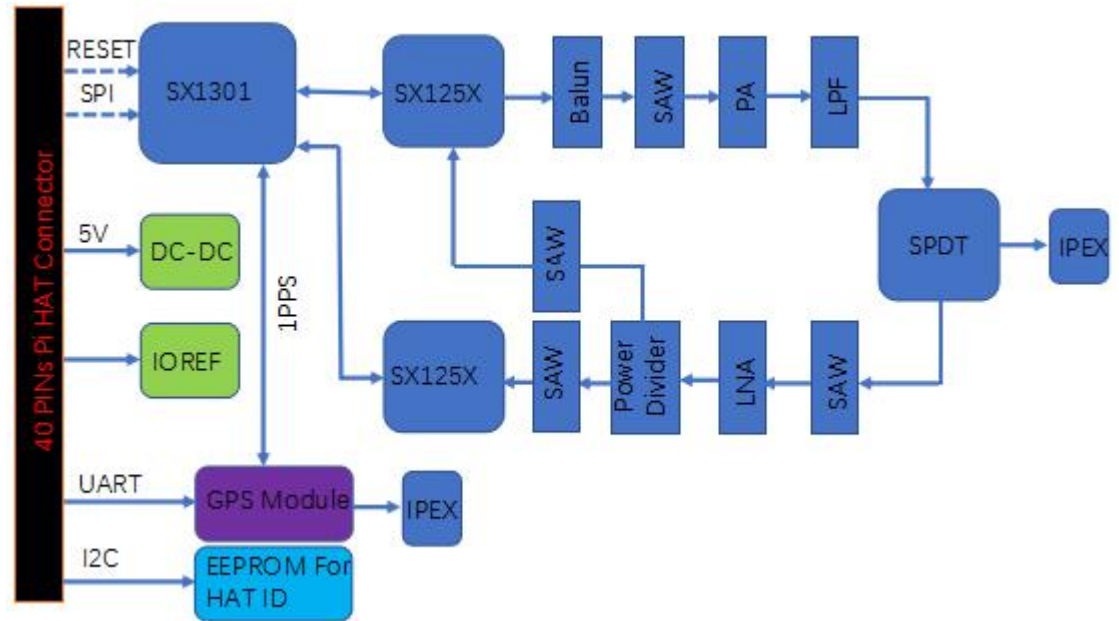 40 PINs Pi HAT Connector
RESET
SPI
SX1301
SX125X
Balun
SAW
PA
LPF
SPDT
IPEX
5V
DC-DC
IOREF
1PPS
SAW
SX125X
SAW
Power
Divider
LNA
SAW
UART
GPS Module
IPEX
I2C
EEPROM For
HAT ID